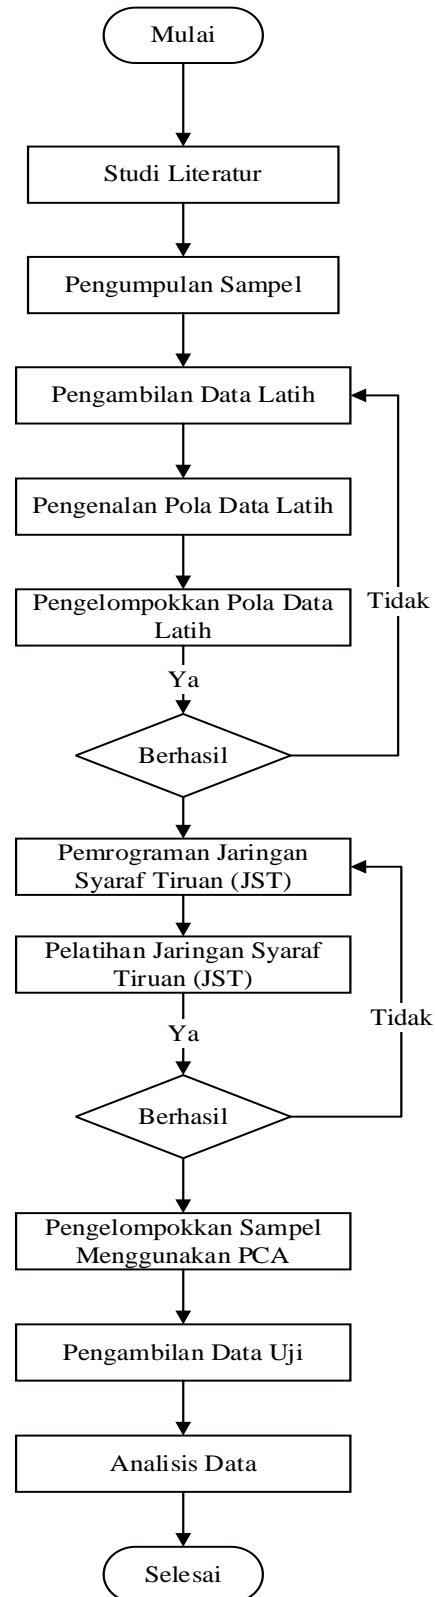 Mulai
Studi Literatur
Pengumpulan Sampel
Pengambilan Data Latih
Pengenalan Pola Data Latih
Pengelompokkan Pola Data
Latih
Tidak
Ya
Berhasil
Pemrograman Jaringan
Syaraf Tiruan (JST)
Pelatihan Jaringan Syaraf
Tiruan (JST)
Tidak
Ya
Berhasil
Pengelompokkan Sampel
Menggunakan PCA
Pengambilan Data Uji
Analisis Data
Selesai